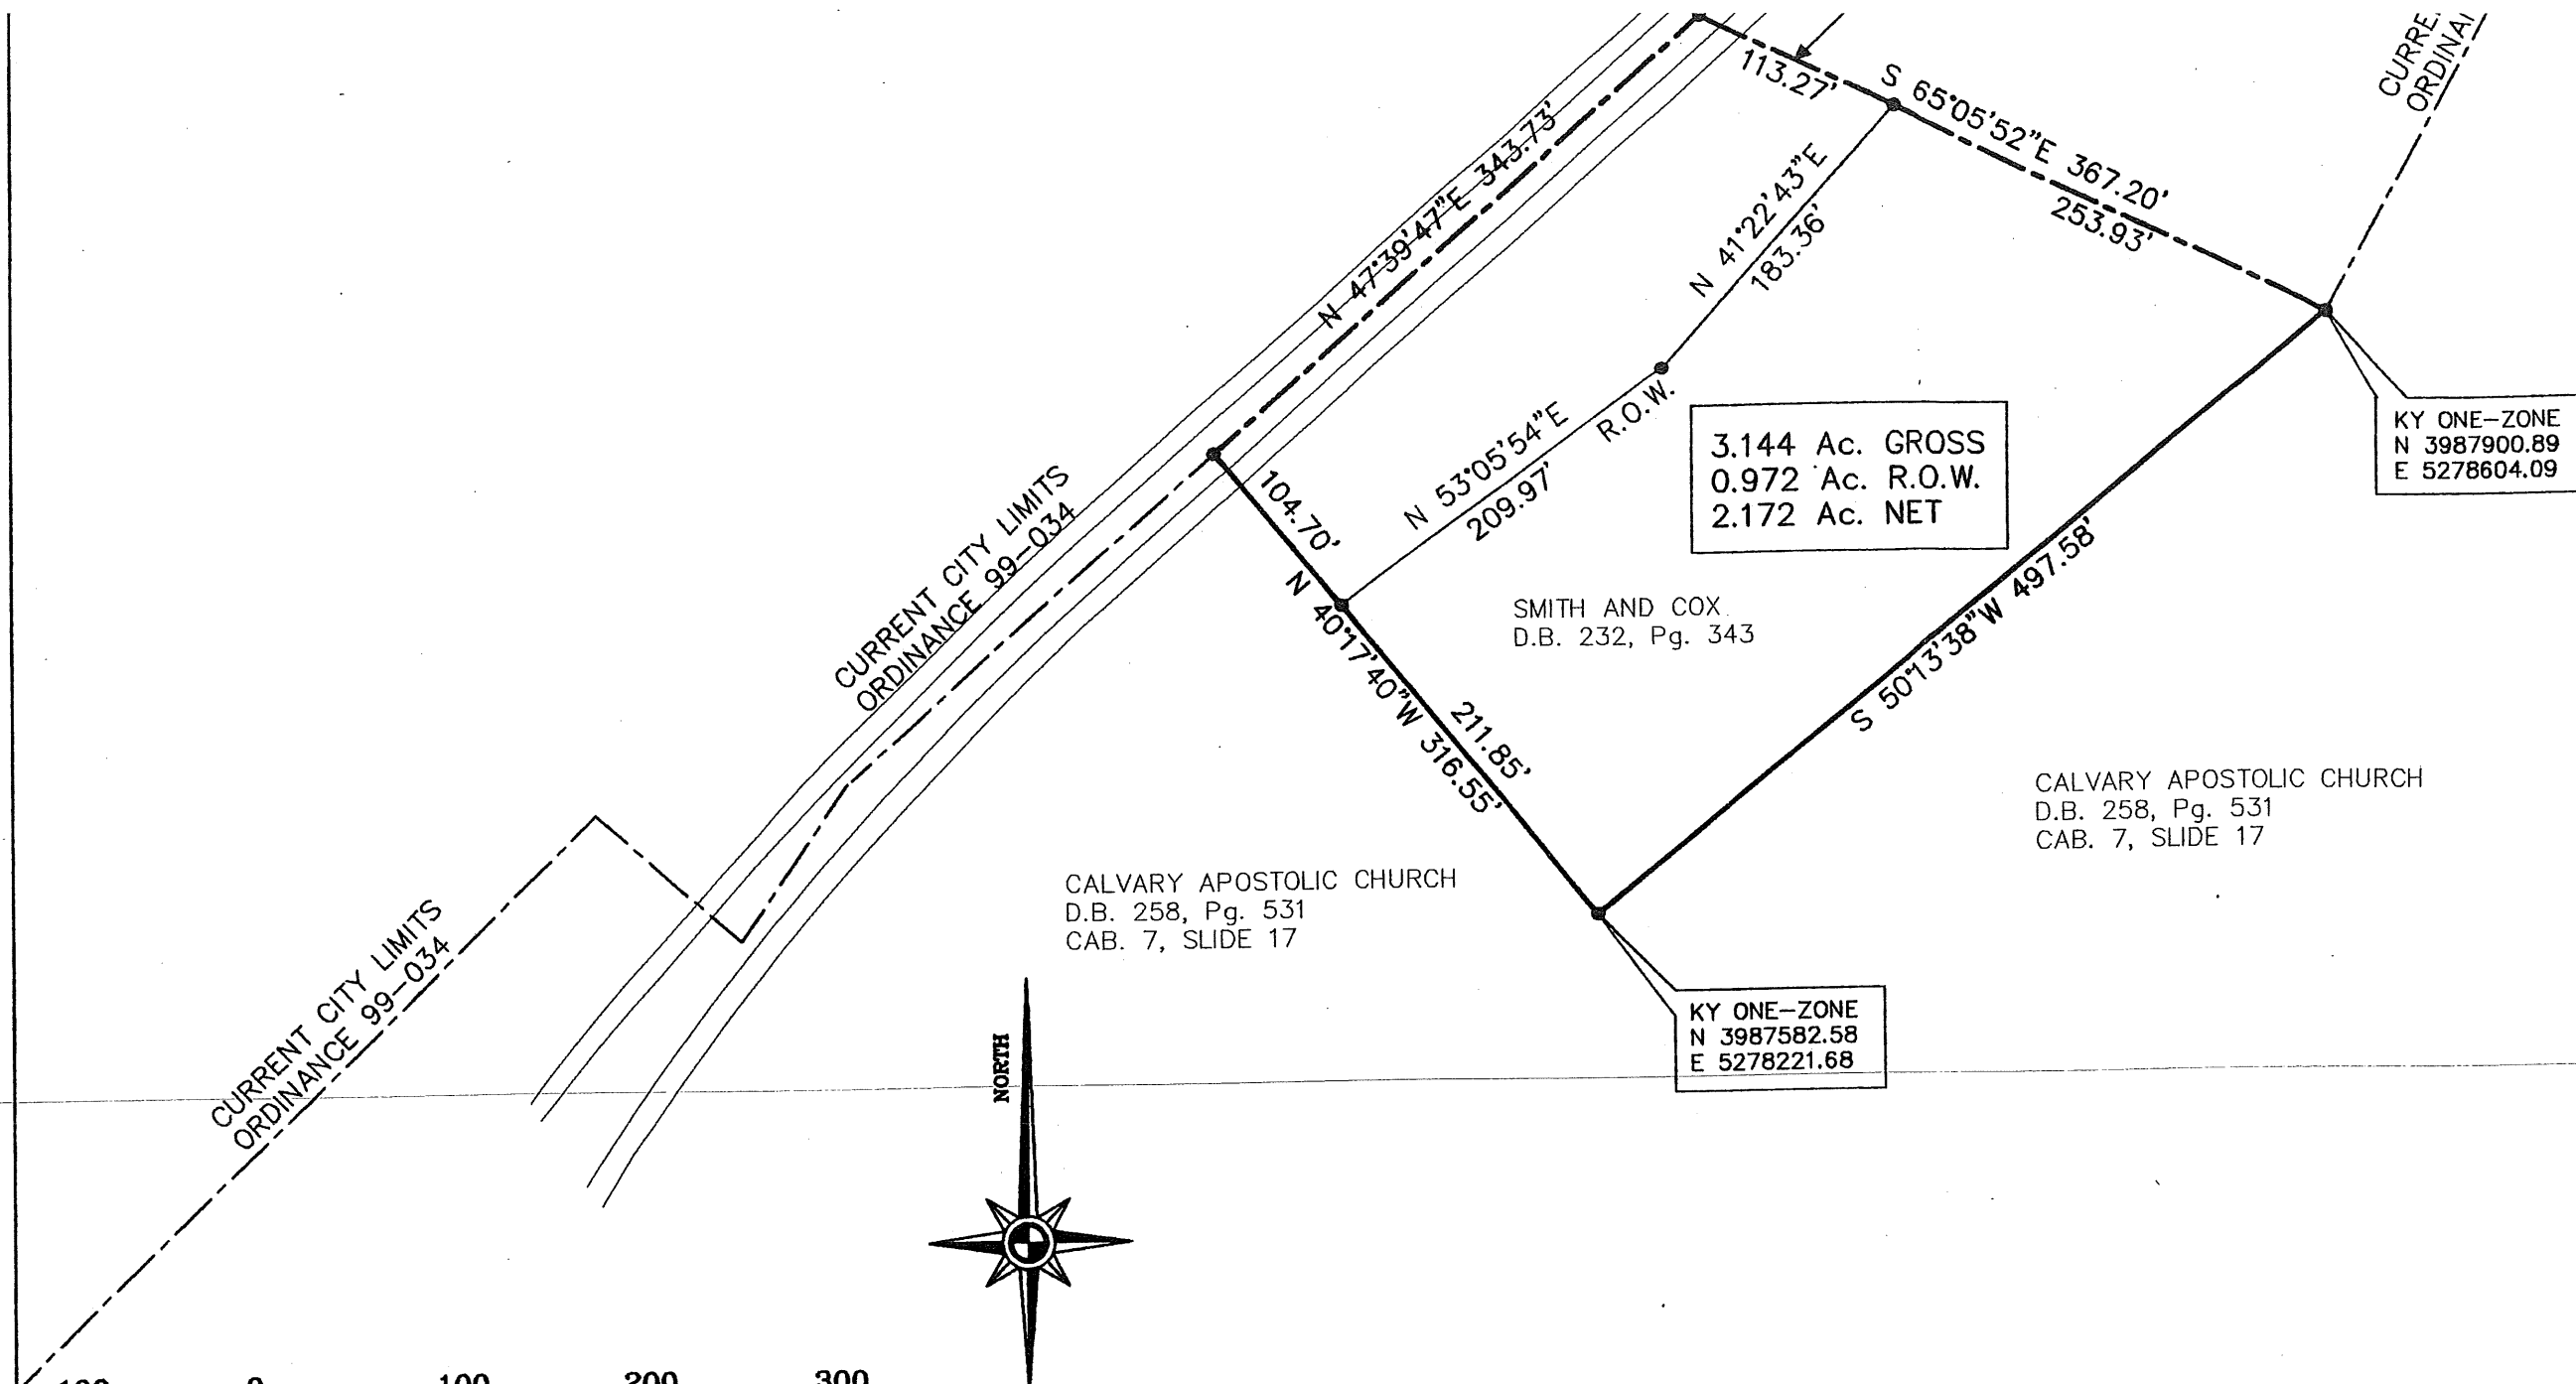 113.27'
S 65°05'52"E 367.20'
253.93'
N 47°39'47"E 343.73'
N 41°22'43"E
183.36'
KY ONE-ZONE
N 3987900.89
E 5278604.09
3.144 Ac. GROSS
0.972 Ac. R.O.W.
2.172 Ac. NET
N 53°05'54"E
209.97'
R.O.W.
104.70'
N 40°17'40"W 316.55'
211.85'
CURRENT CITY LIMITS
ORDINANCE 99-034
SMITH AND COX
D.B. 232, Pg. 343
S 50°13'38"W 497.58'
CALVARY APOSTOLIC CHURCH
D.B. 258, Pg. 531
CAB. 7, SLIDE 17
CALVARY APOSTOLIC CHURCH
D.B. 258, Pg. 531
CAB. 7, SLIDE 17
CURRENT CITY LIMITS
ORDINANCE 99-034
KY ONE-ZONE
N 3987582.58
E 5278221.68
NORTH
100 0 100 200 300